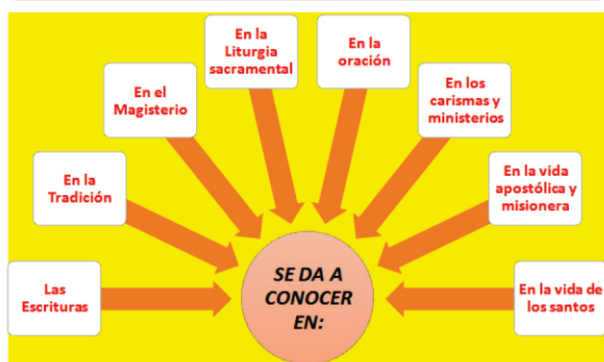 Las
Escrituras
En la
Tradición
En el
Magisterio
En la
Liturgia
sacramental
En la
oración
En los
carismas y
ministerios
En la vida
apostólica y
misionera
En la vida de
los santos
SE DA A
CONOCER
EN: